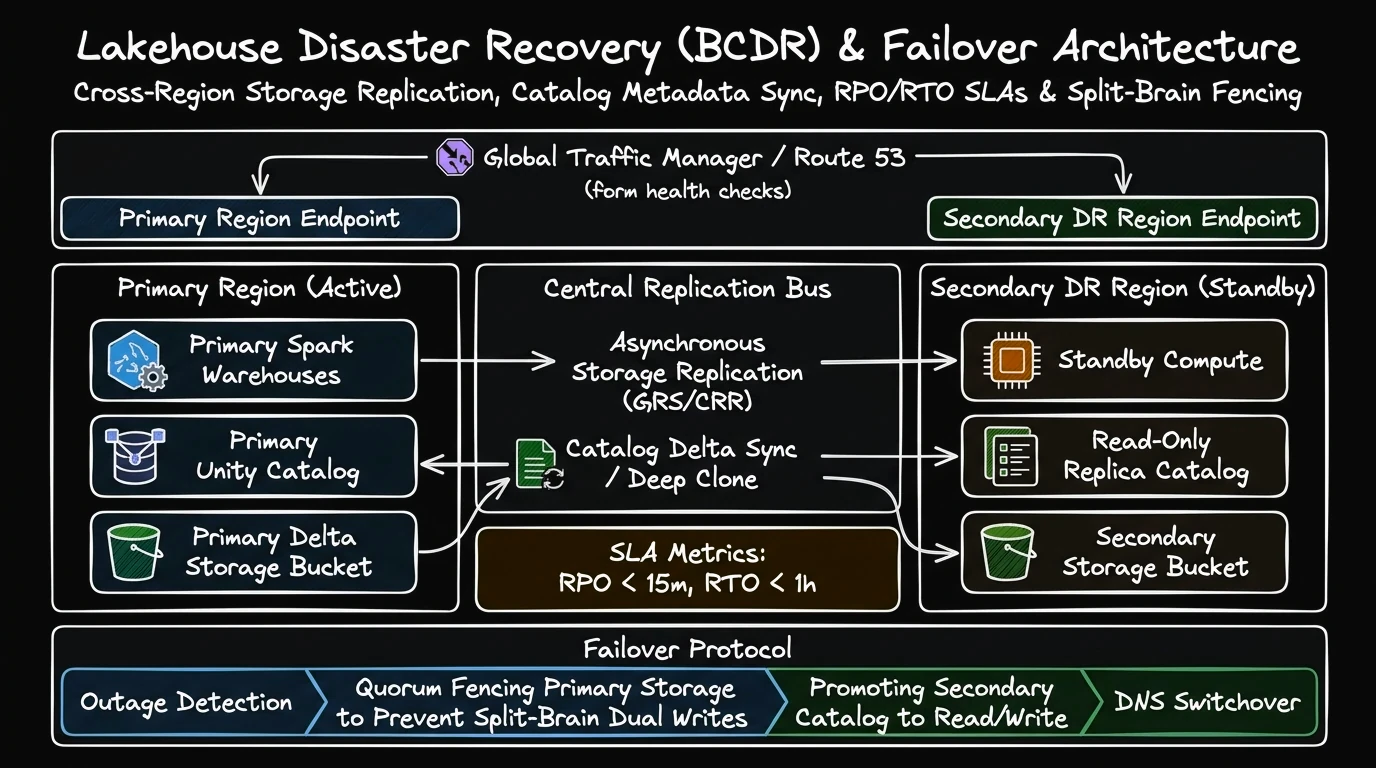 Lakehouse Disaster Recovery (BCDR) & Failover Architecture
Cross-Region Storage Replication, Catalog Metadata Sync, RPO/RTO SLAs & Split-Brain Fencing
Global Traffic Manager / Route 53
(form health checks)
Primary Region Endpoint
Secondary DR Region Endpoint
Primary Region (Active)
Primary Spark
Warehouses
Primary
Unity Catalog
Primary Delta
Storage Bucket
Central Replication Bus
Asynchronous
Storage Replication
(GRS/CRR)
Catalog Delta Sync
/ Deep Clone
SLA Metrics:
RPO < 15m, RTO < 1h
Secondary DR Region (Standby)
Standby Compute
Read-Only
Replica Catalog
Secondary
Storage Bucket
Failover Protocol
Outage Detection
Quorum Fencing Primary Storage
to Prevent Split-Brain Dual Writes
Promoting Secondary
Catalog to Read/Write
DNS Switchover